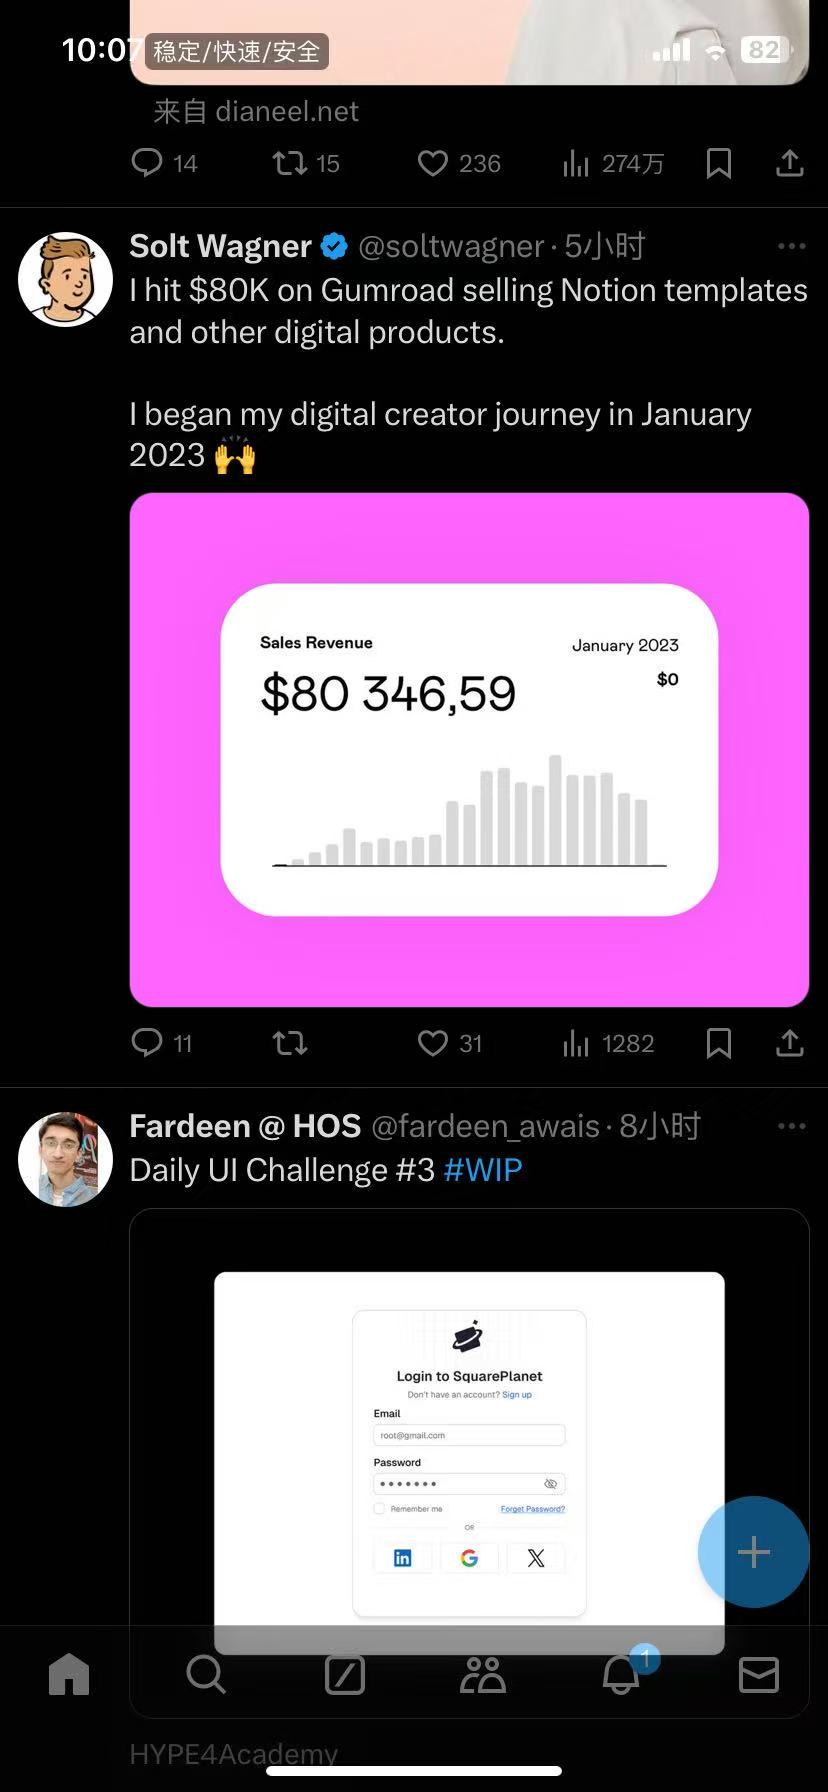 10:07 稳定/快速/安全 82
来自 dianeel.net
14 15 236 274万
Solt Wagner @soltwagner · 5小时
I hit $80K on Gumroad selling Notion templates
and other digital products.
I began my digital creator journey in January
2023 🙌
Sales Revenue January 2023
$80 346,59 $0
11 31 1282
Fardeen @ HOS @fardeen_awais · 8小时
Daily UI Challenge #3 #WIP
Login to SquarePlanet
Don't have an account? Sign up
Email
root@gmail.com
Password
Remember me Forget Password?
OR
in G X
1
HYPE4Academy